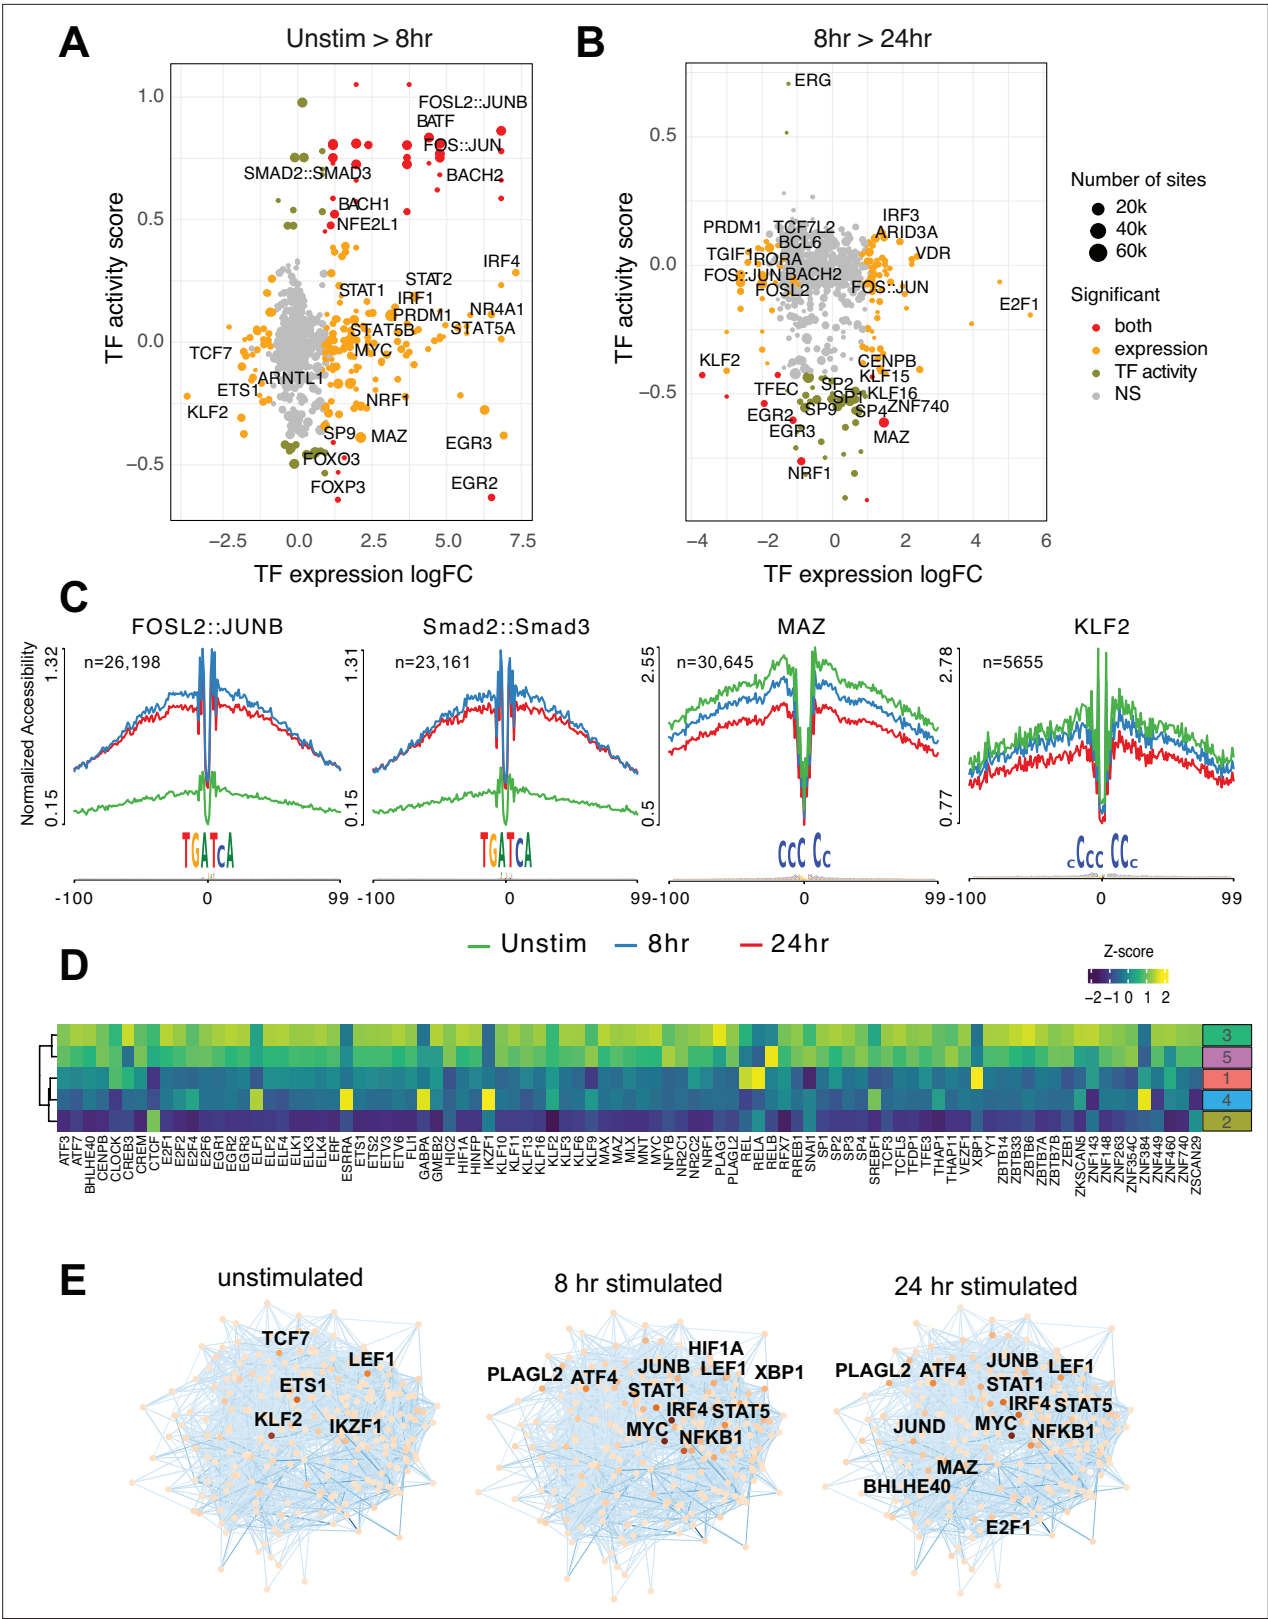 A
Unstim > 8hr
TF activity score
1.0
0.5
0.0
−0.5
FOSL2::JUNB
BATF
FOS::JUN
SMAD2::SMAD3
BACH2
BACH1
NFE2L1
IRF4
STAT2
STAT1
IRF1
NR4A1
PRDM1
STAT5B
STAT5A
MYC
TCF7
ARNTL1
ETS1
NRF1
KLF2
SP9
MAZ
EGR3
FOXO3
EGR2
FOXP3
−2.5
0.0
2.5
5.0
7.5
TF expression logFC
B
8hr > 24hr
TF activity score
0.5
0.0
−0.5
ERG
IRF3
PRDM1
TCF7L2
ARID3A
BCL6
TGIF1
RORA
VDR
FOS::JUN
BACH2
FOSL2
FOS::JUN
E2F1
KLF2
CENPB
TFEC
SP2
KLF15
SP1
KLF16
EGR2
SP9
SP4
ZNF740
EGR3
MAZ
NRF1
−4
−2
0
2
4
6
TF expression logFC
Number of sites
20k
40k
60k
Significant
both
expression
TF activity
NS
C
Normalized Accessibility
FOSL2::JUNB
n=26,198
1.32
0.15
TGA TCA
-100
0
99
Smad2::Smad3
n=23,161
1.31
0.15
TGA TCA
-100
0
99
MAZ
n=30,645
2.55
0.5
CCC CC
-100
0
99
KLF2
n=5655
2.78
0.77
CCCC CCC
-100
0
99
Unstim
8hr
24hr
D
Z-score
−2 −1 0 1 2
3
5
1
4
2
ATF3
ATF7
BHLHE40
CENPB
CLOCK
CREB3
CREM
CTCF
E2F1
E2F2
E2F4
E2F6
EGR1
EGR2
EGR3
ELF1
ELF2
ELF4
ELK1
ELK3
ELK4
ERF
ESRRA
ETS1
ETS2
ETV3
ETV6
FLI1
GABPA
GMEB2
HIC2
HIF1A
HINFP
IKZF1
KLF10
KLF11
KLF13
KLF16
KLF2
KLF3
KLF6
KLF9
MAX
MAZ
MLX
MNT
MYC
NFYB
NR2C1
NR2C2
NRF1
PLAG1
PLAGL2
REL
RELA
RELB
RFX7
RREB1
SNAI1
SP1
SP2
SP3
SP4
SREBF1
TCF3
TCFL5
TFDP1
TFE3
THAP1
THAP11
VEZF1
XBP1
YY1
ZBTB14
ZBTB33
ZBTB6
ZBTB7A
ZBTB7B
ZEB1
ZKSCAN5
ZNF143
ZNF148
ZNF263
ZNF354C
ZNF384
ZNF449
ZNF460
ZNF740
ZSCAN29
E
unstimulated
TCF7
LEF1
ETS1
KLF2
IKZF1
8 hr stimulated
HIF1A
JUNB
LEF1
XBP1
PLAGL2
ATF4
STAT1
IRF4
STAT5
MYC
NFKB1
24 hr stimulated
JUNB
LEF1
PLAGL2
ATF4
STAT1
IRF4
STAT5
JUND
MYC
NFKB1
MAZ
BHLHE40
E2F1